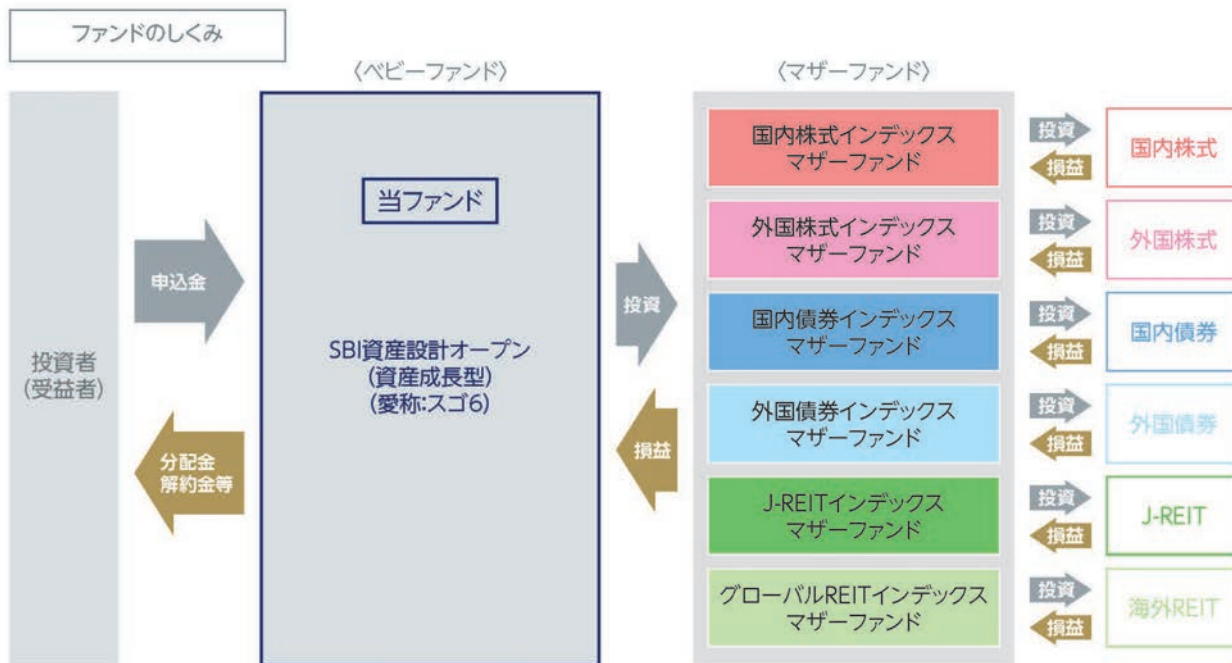 ファンドのしくみ
〈ベビーファンド〉
〈マザーファンド〉
投資者
(受益者)
申込金
分配金
解約金等
当ファンド
SBI資産設計オープン
(資産成長型)
(愛称:スゴ6)
投資
損益
国内株式インデックス
マザーファンド
投資
損益
国内株式
外国株式インデックス
マザーファンド
投資
損益
外国株式
国内債券インデックス
マザーファンド
投資
損益
国内債券
外国債券インデックス
マザーファンド
投資
損益
外国債券
J-REITインデックス
マザーファンド
投資
損益
J-REIT
グローバルREITインデックス
マザーファンド
投資
損益
海外REIT